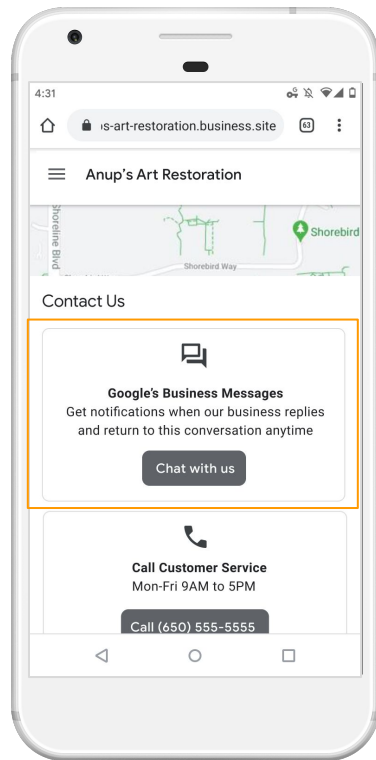 4:31
ıs-art-restoration.business.site
63
Anup's Art Restoration
Shoreline Blvd
Shorebird
Shorebird Way
Contact Us
Google's Business Messages
Get notifications when our business replies
and return to this conversation anytime
Chat with us
Call Customer Service
Mon-Fri 9AM to 5PM
Call (650) 555-5555